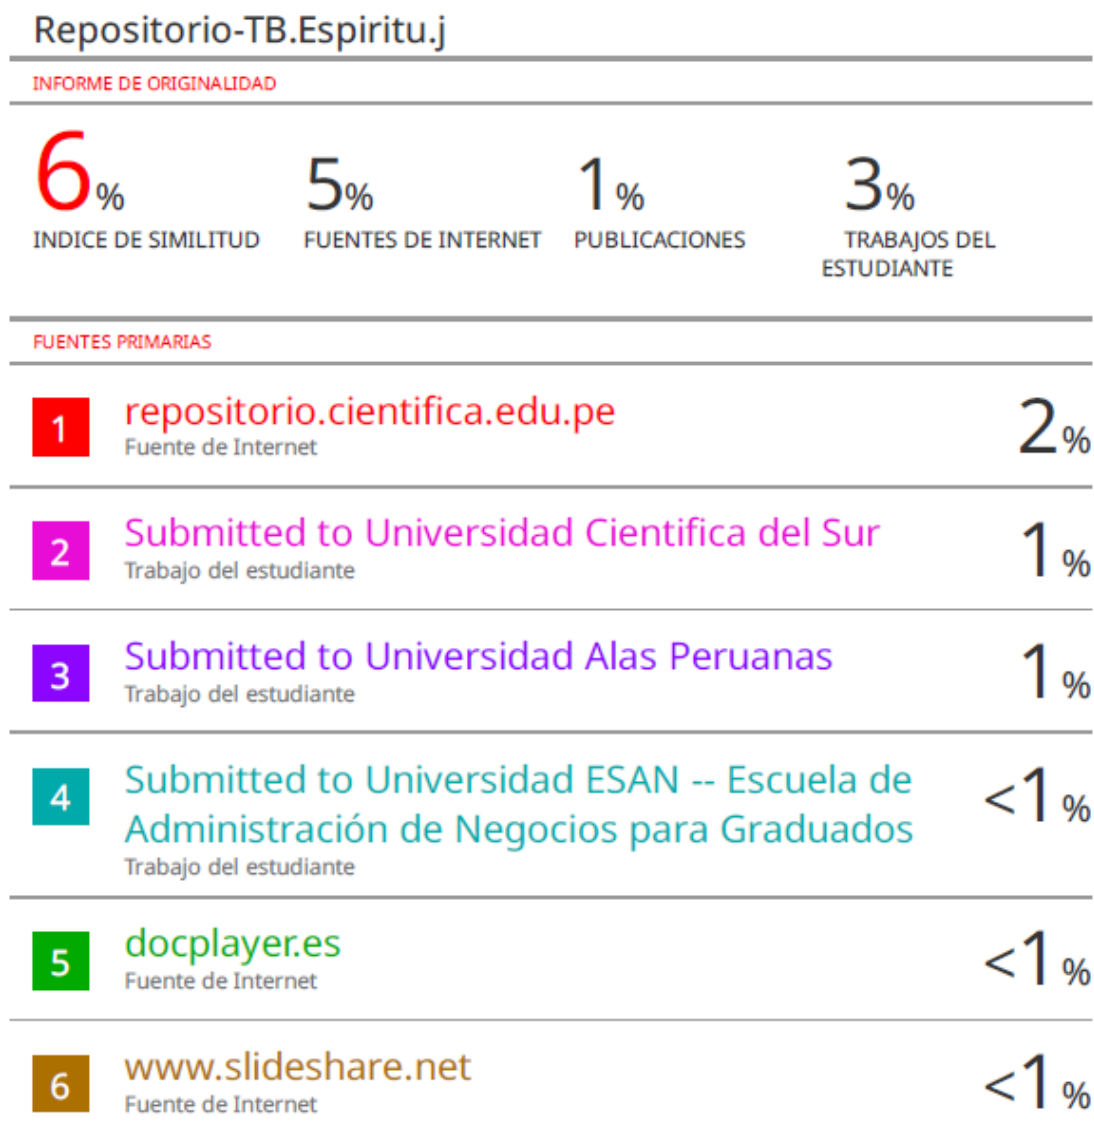 Repositorio-TB.Espiritu.j
INFORME DE ORIGINALIDAD
6% 5% 1% 3%
INDICE DE SIMILITUD FUENTES DE INTERNET PUBLICACIONES TRABAJOS DEL
ESTUDIANTE
FUENTES PRIMARIAS
1 repositorio.cientifica.edu.pe 2%
Fuente de Internet
2 Submitted to Universidad Cientifica del Sur 1%
Trabajo del estudiante
3 Submitted to Universidad Alas Peruanas 1%
Trabajo del estudiante
4 Submitted to Universidad ESAN -- Escuela de <1%
Administración de Negocios para Graduados
Trabajo del estudiante
5 docplayer.es <1%
Fuente de Internet
6 www.slideshare.net <1%
Fuente de Internet